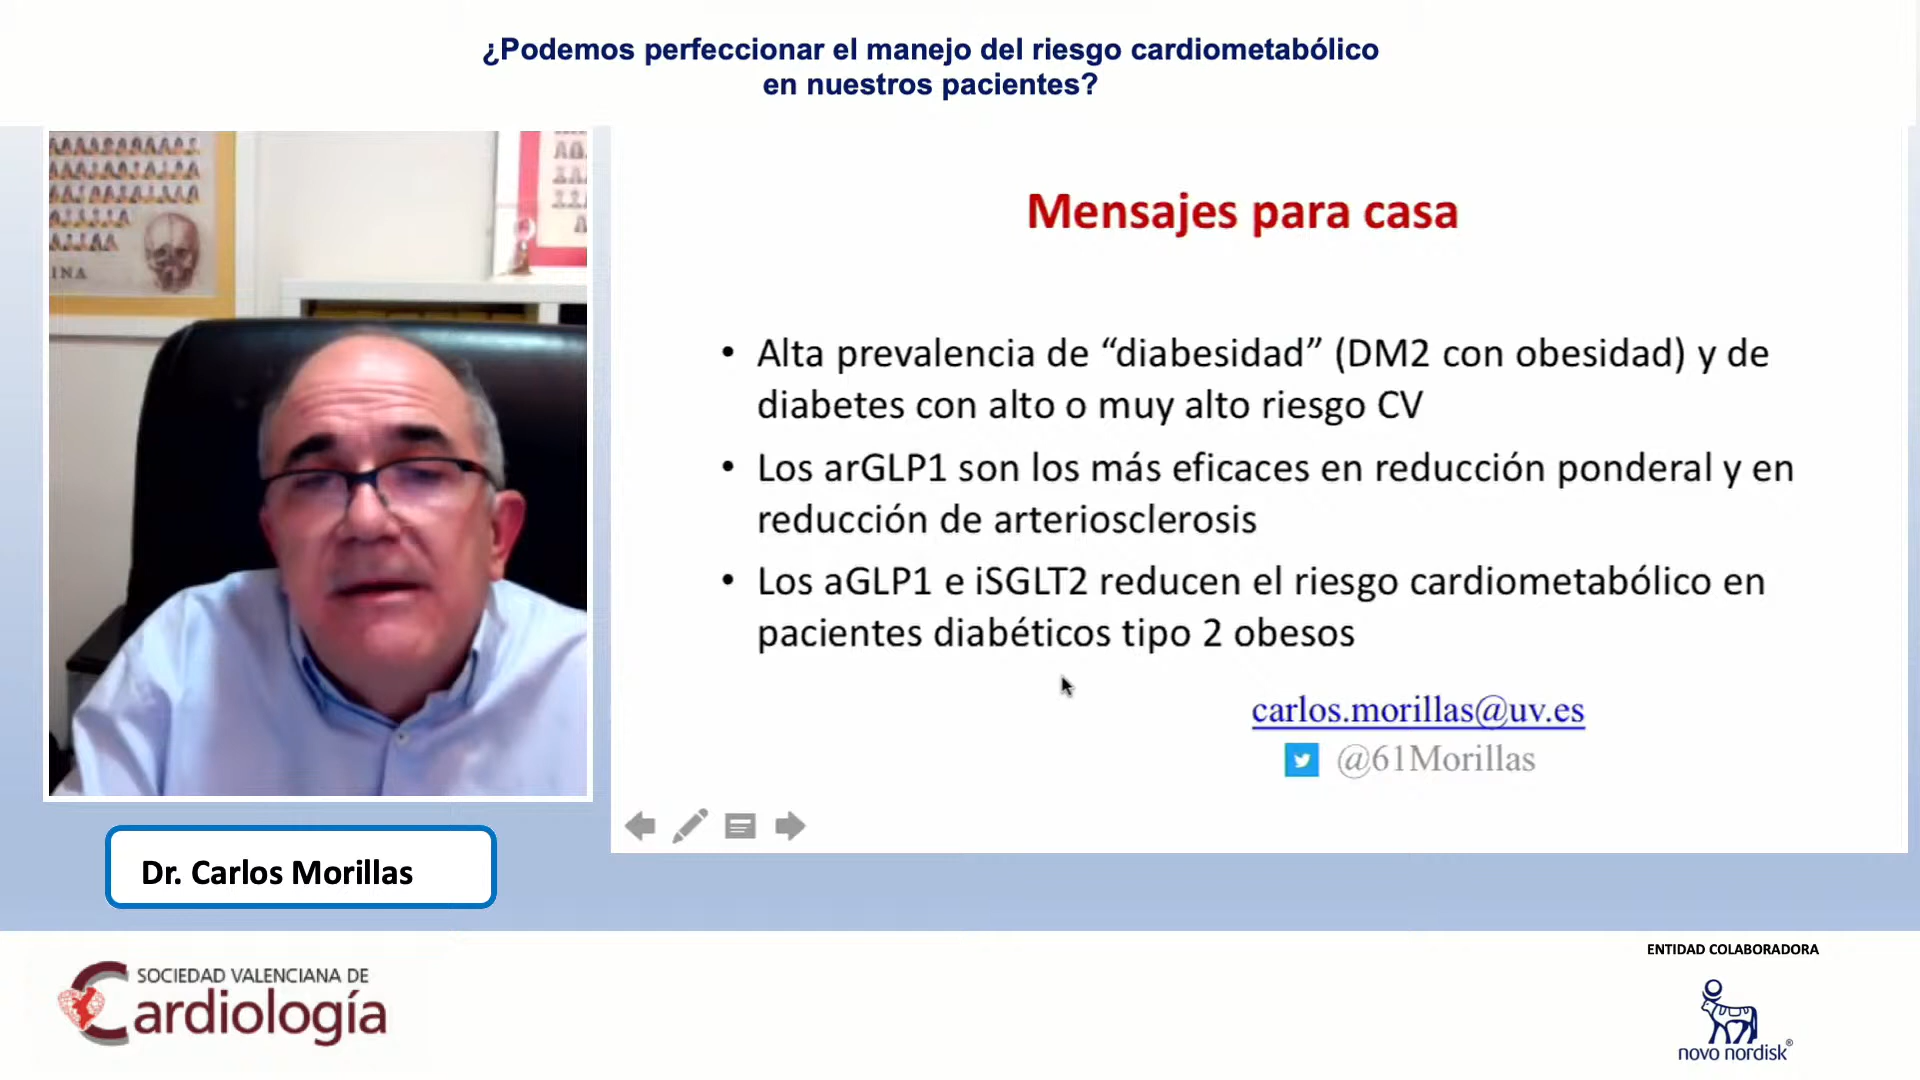 ¿Podemos perfeccionar el manejo del riesgo cardiometabólico
en nuestros pacientes?
INA
Mensajes para casa
• Alta prevalencia de “diabesidad” (DM2 con obesidad) y de
diabetes con alto o muy alto riesgo CV
• Los arGLP1 son los más eficaces en reducción ponderal y en
reducción de arteriosclerosis
• Los aGLP1 e iSGLT2 reducen el riesgo cardiometabólico en
pacientes diabéticos tipo 2 obesos
carlos.morillas@uv.es
@61Morillas
Dr. Carlos Morillas
SOCIEDAD VALENCIANA DE
Cardiología
ENTIDAD COLABORADORA
novo nordisk®